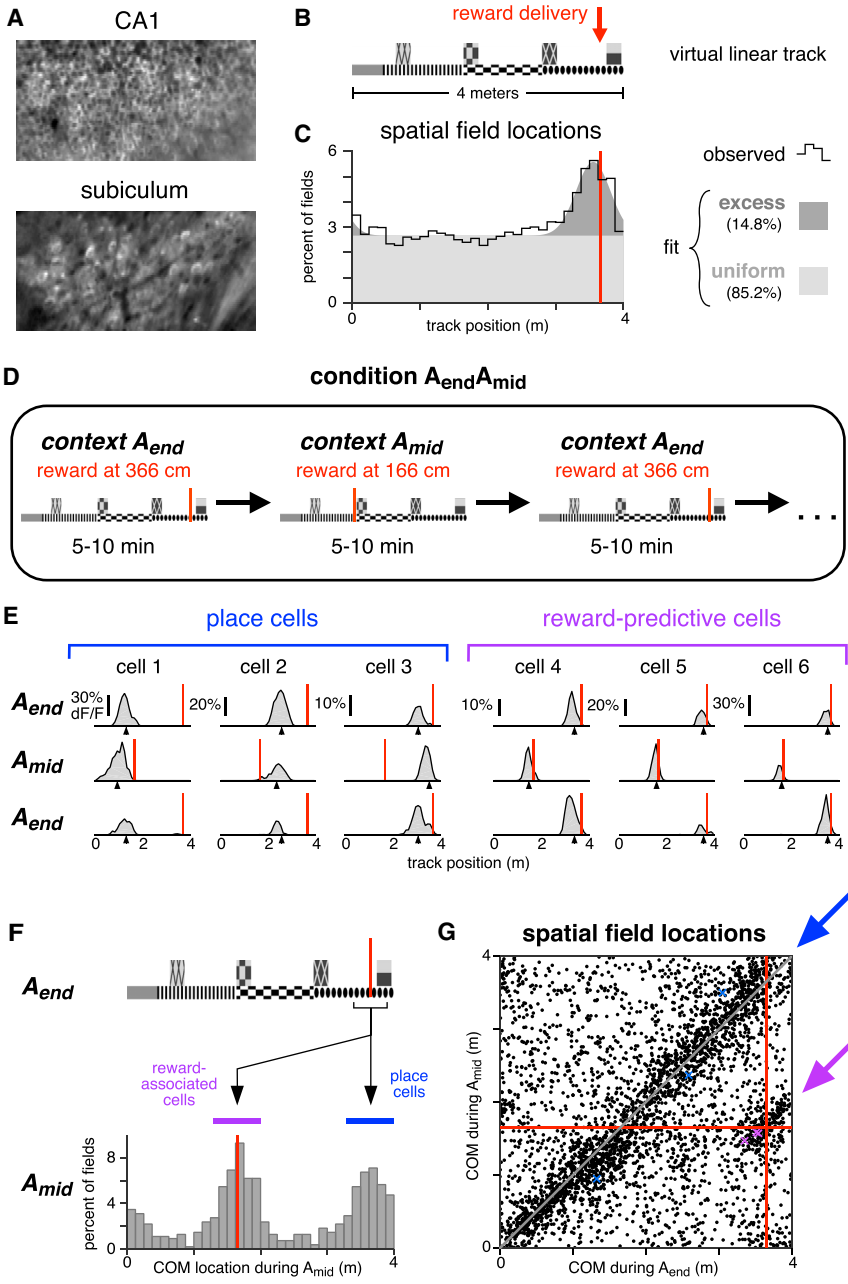 A
CA1
subiculum
B
reward delivery
virtual linear track
4 meters
C
spatial field locations
6
3
0
percent of fields
0
4
track position (m)
observed
fit
excess
(14.8%)
uniform
(85.2%)
D
condition AendAmid
context Aend
reward at 366 cm
5-10 min
context Amid
reward at 166 cm
5-10 min
context Aend
reward at 366 cm
5-10 min
. . . .
E
place cells
reward-predictive cells
cell 1
cell 2
cell 3
cell 4
cell 5
cell 6
Aend
30%
dF/F
20%
10%
10%
20%
30%
Amid
Aend
0 2 4
0 2 4
0 2 4
0 2 4
0 2 4
0 2 4
track position (m)
F
Aend
reward-
associated
cells
place
cells
Amid
percent of fields
8
4
0
0
4
COM location during Amid (m)
G
spatial field locations
4
0
COM during Amid (m)
0
4
COM during Aend (m)